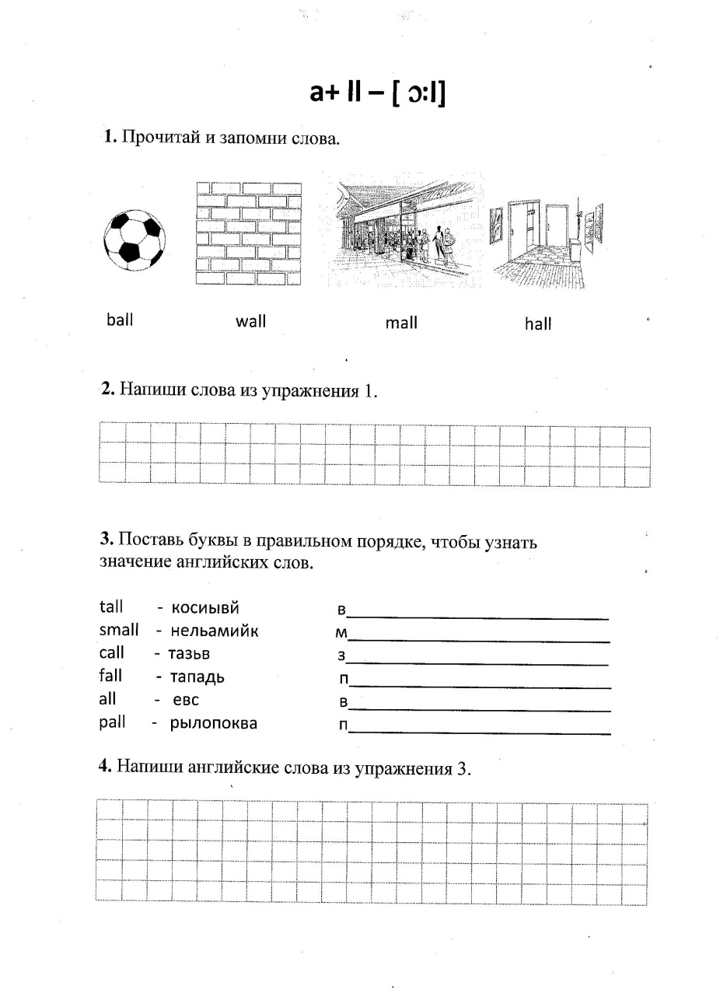 a+ ll – [ ɔ:l]
1. Прочитай и запомни слова.
ball wall mall hall
2. Напиши слова из упражнения 1.
3. Поставь буквы в правильном порядке, чтобы узнать
значение английских слов.
tall - косиывй в
small - нельамийк м
call - тазьв з
fall - тападь п
all - евс в
pall - рылопоква п
4. Напиши английские слова из упражнения 3.